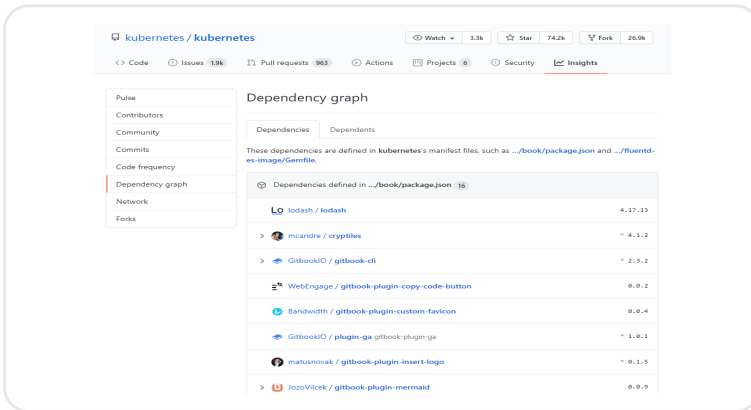 kubernetes / kubernetes
Watch 3.3k Star 74.2k Fork 26.9k
Code Issues 1.9k Pull requests 963 Actions Projects 6 Security Insights
Pulse
Contributors
Community
Commits
Code frequency
Dependency graph
Network
Forks
Dependency graph
Dependencies Dependents
These dependencies are defined in kubernetes's manifest files, such as .../book/package.json and .../fluentd-
es-image/Gemfile.
Dependencies defined in .../book/package.json 16
Lo lodash / lodash 4.17.13
mcandre / cryptiles ^ 4.1.2
GitbookIO / gitbook-cli ^ 2.3.2
WebEngage / gitbook-plugin-copy-code-button 0.0.2
Bandwidth / gitbook-plugin-custom-favicon 0.0.4
GitbookIO / plugin-ga gitbook-plugin-ga ^ 1.0.1
matusnovak / gitbook-plugin-insert-logo ^ 0.1.5
JozoVilcek / gitbook-plugin-mermaid 0.0.9